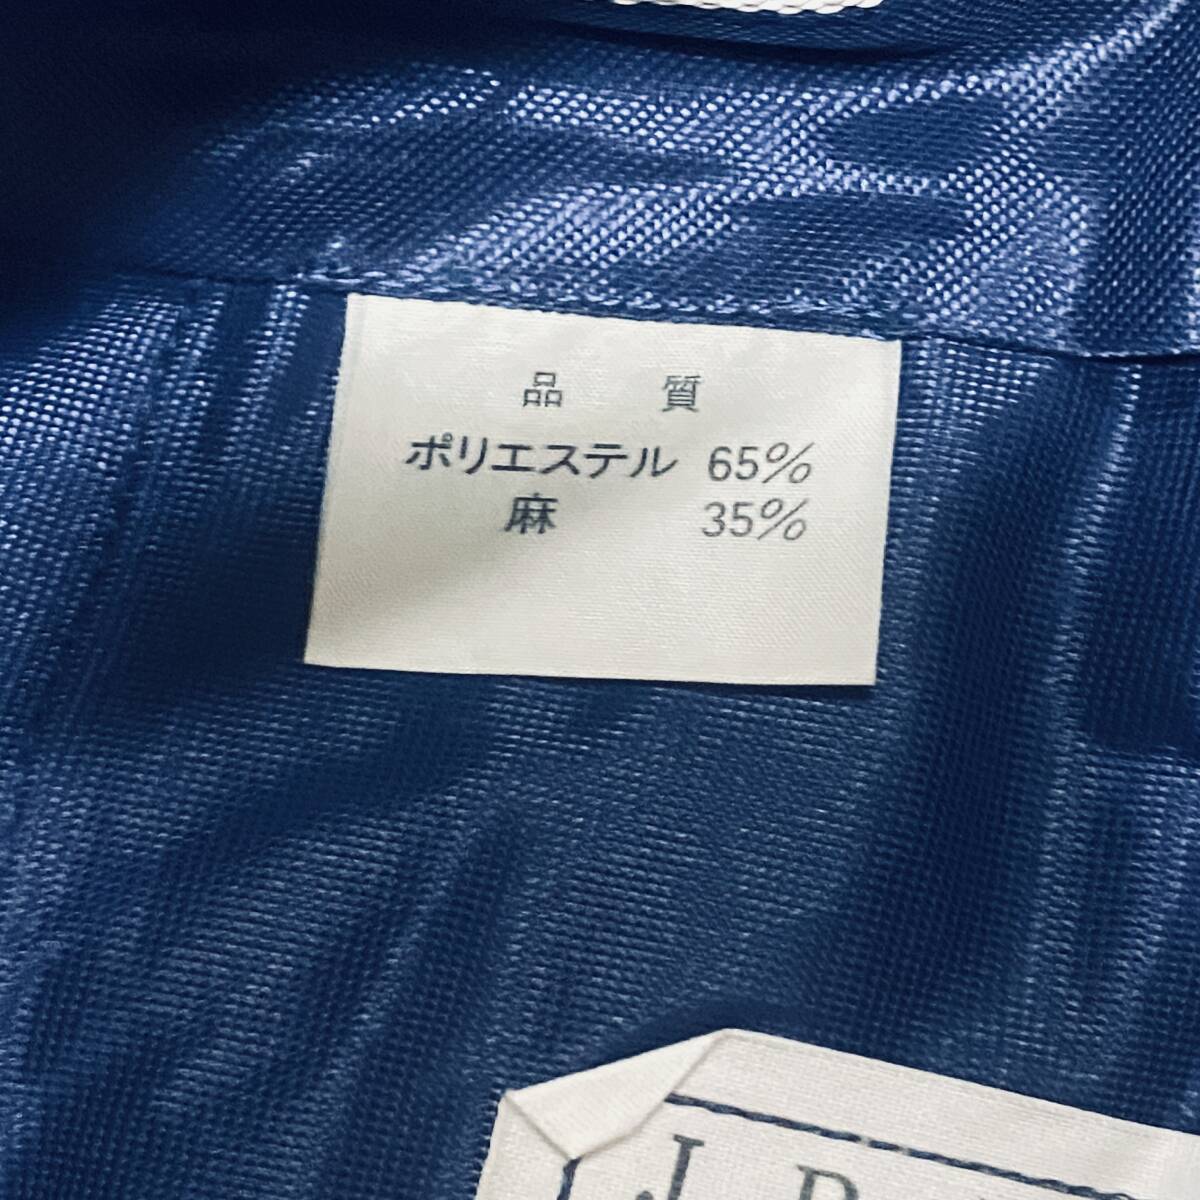 品　質
ポリエステル 65%
麻 35%
J R